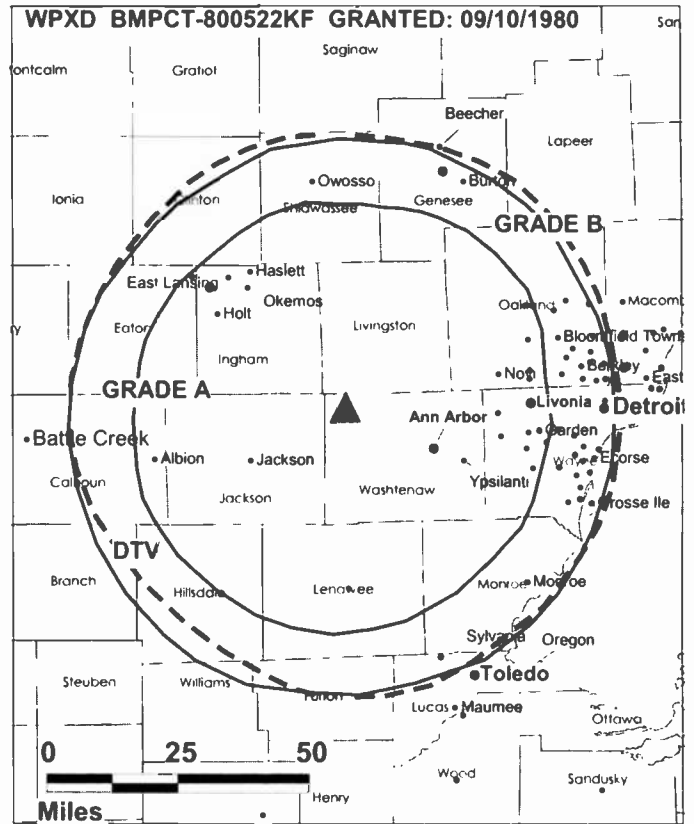 WPXD BMPCT-800522KF GRANTED: 09/10/1980
San
Saginaw
Gratiot
Beecher
Lapeer
Owosso
Burton
Ionia
Genesee
Shiawassee
GRADE B
Haslett
East Lansing
Okemos
Oakland
Macomb
Holt
Eaton
Livingston
Bloomfield Town
Ingham
Berkley
Novi
East
GRADE A
Livonia
Detroit
Ann Arbor
Garden
Battle Creek
Albion
Jackson
Wayne
Ecorse
Calhoun
Ypsilanti
Jackson
Washtenaw
Grosse Ile
DTV
Branch
Hillsdale
Lenawee
Monroe
Monroe
Sylvania
Oregon
Steuben
Williams
Fulton
Toledo
Lucas
Maumee
Ottawa
0 25 50
Wood
Sandusky
Henry
Miles